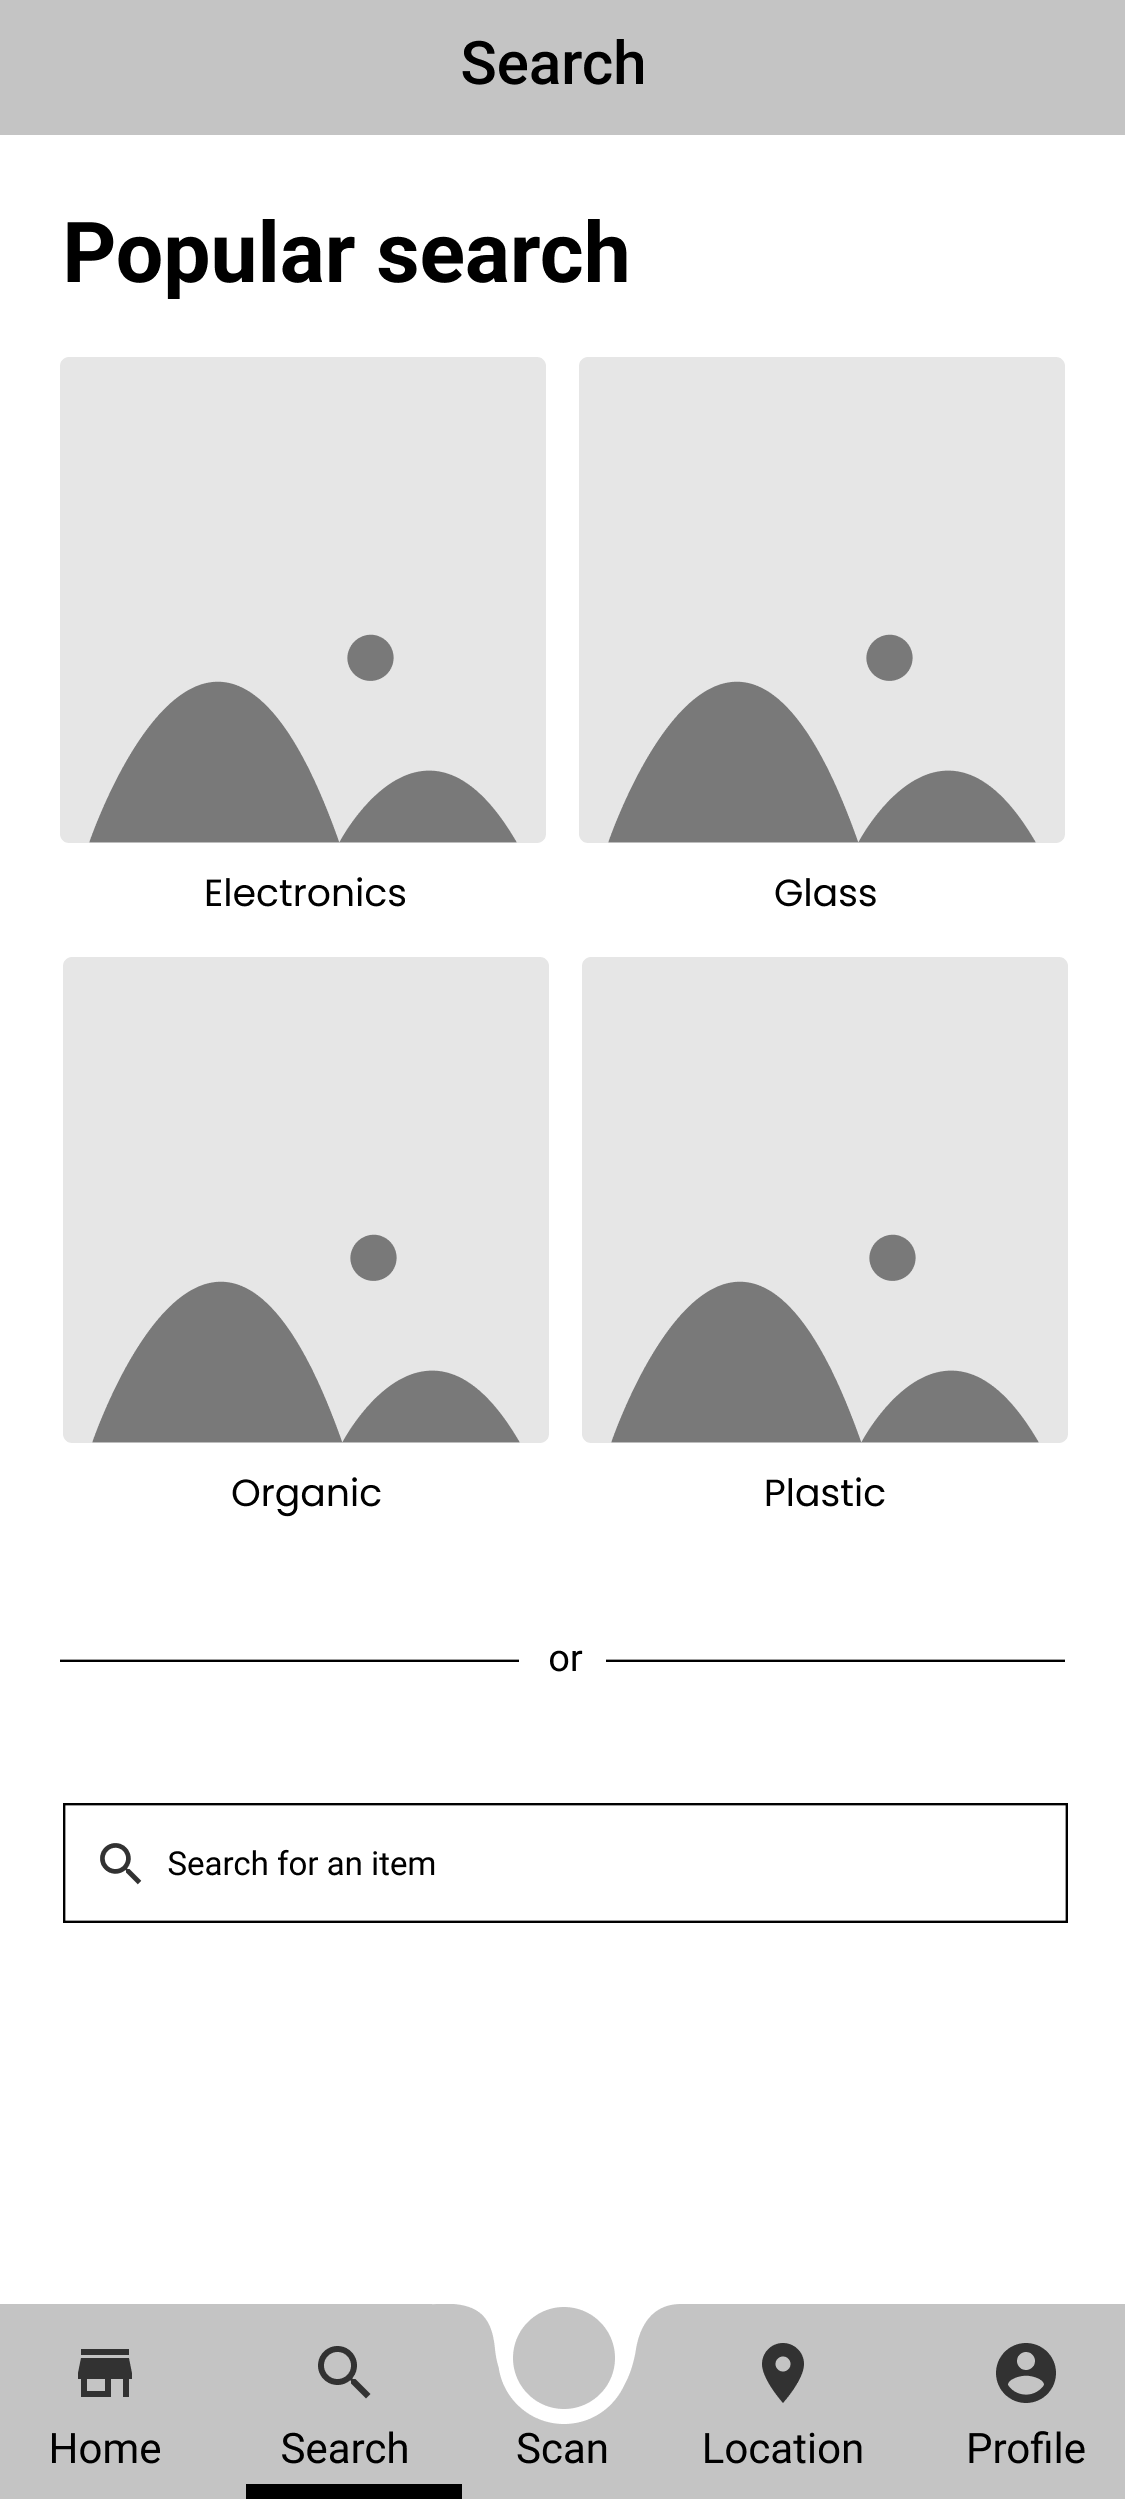 Search
Popular search
Electronics
Glass
Organic
Plastic
or
Search for an item
Home
Search
Scan
Location
Profile